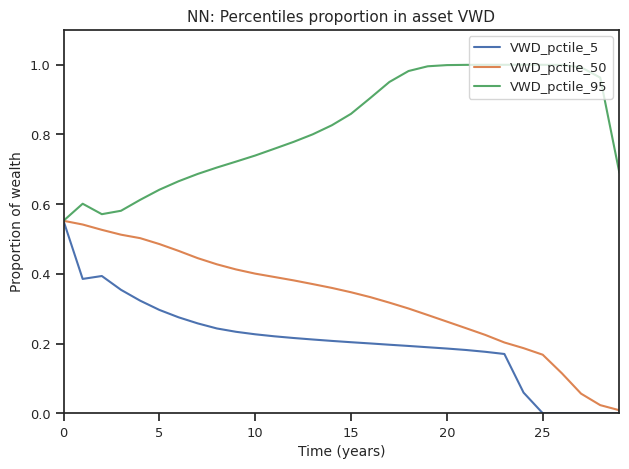 NN: Percentiles proportion in asset VWD
VWD_pctile_5
VWD_pctile_50
VWD_pctile_95
Proportion of wealth
1.0
0.8
0.6
0.4
0.2
0.0
0 5 10 15 20 25
Time (years)